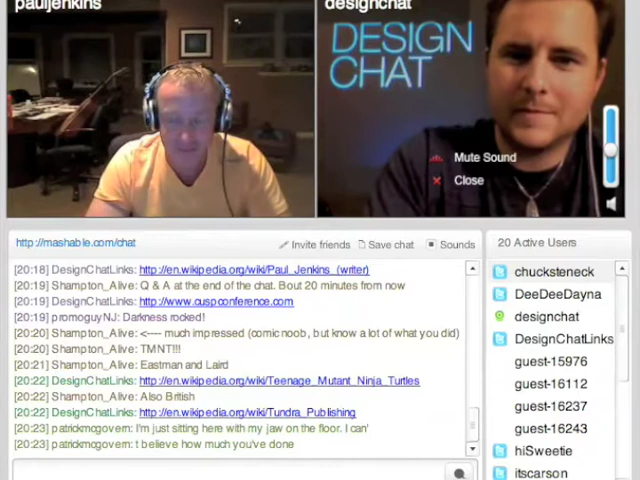 pauljenkins
designchat
DESIGN
CHAT
Mute Sound
Close
http://mashable.com/chat
Invite friends
Save chat
Sounds
20 Active Users
[20:18] DesignChatLinks: http://en.wikipedia.org/wiki/Paul_Jenkins_(writer)
[20:19] Shampton_Alive: Q & A at the end of the chat. Bout 20 minutes from now
[20:19] DesignChatLinks: http://www.cuspconference.com
[20:19] promoguyNJ: Darkness rocked!
[20:20] Shampton_Alive: <---- much impressed (comic noob, but know a lot of what you did)
[20:20] Shampton_Alive: TMNT!!!
[20:21] Shampton_Alive: Eastman and Laird
[20:22] DesignChatLinks: http://en.wikipedia.org/wiki/Teenage_Mutant_Ninja_Turtles
[20:22] Shampton_Alive: Also British
[20:22] DesignChatLinks: http://en.wikipedia.org/wiki/Tundra_Publishing
[20:23] patrickmcgovern: I'm just sitting here with my jaw on the floor. I can'
[20:23] patrickmcgovern: t believe how much you've done
chucksteneck
DeeDeeDayna
designchat
DesignChatLinks
guest-15976
guest-16112
guest-16237
guest-16243
hiSweetie
itscarson